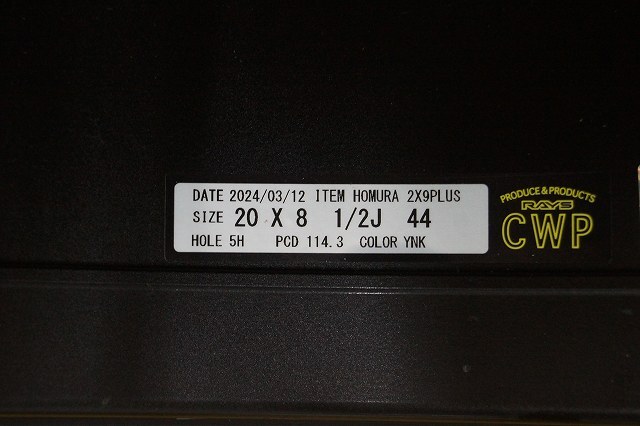 DATE 2024/03/12 ITEM HOMURA 2X9PLUS
SIZE 20 X 8 1/2J 44
HOLE 5H PCD 114.3 COLOR YNK
PRODUCE & PRODUCTS
RAYS
CWP